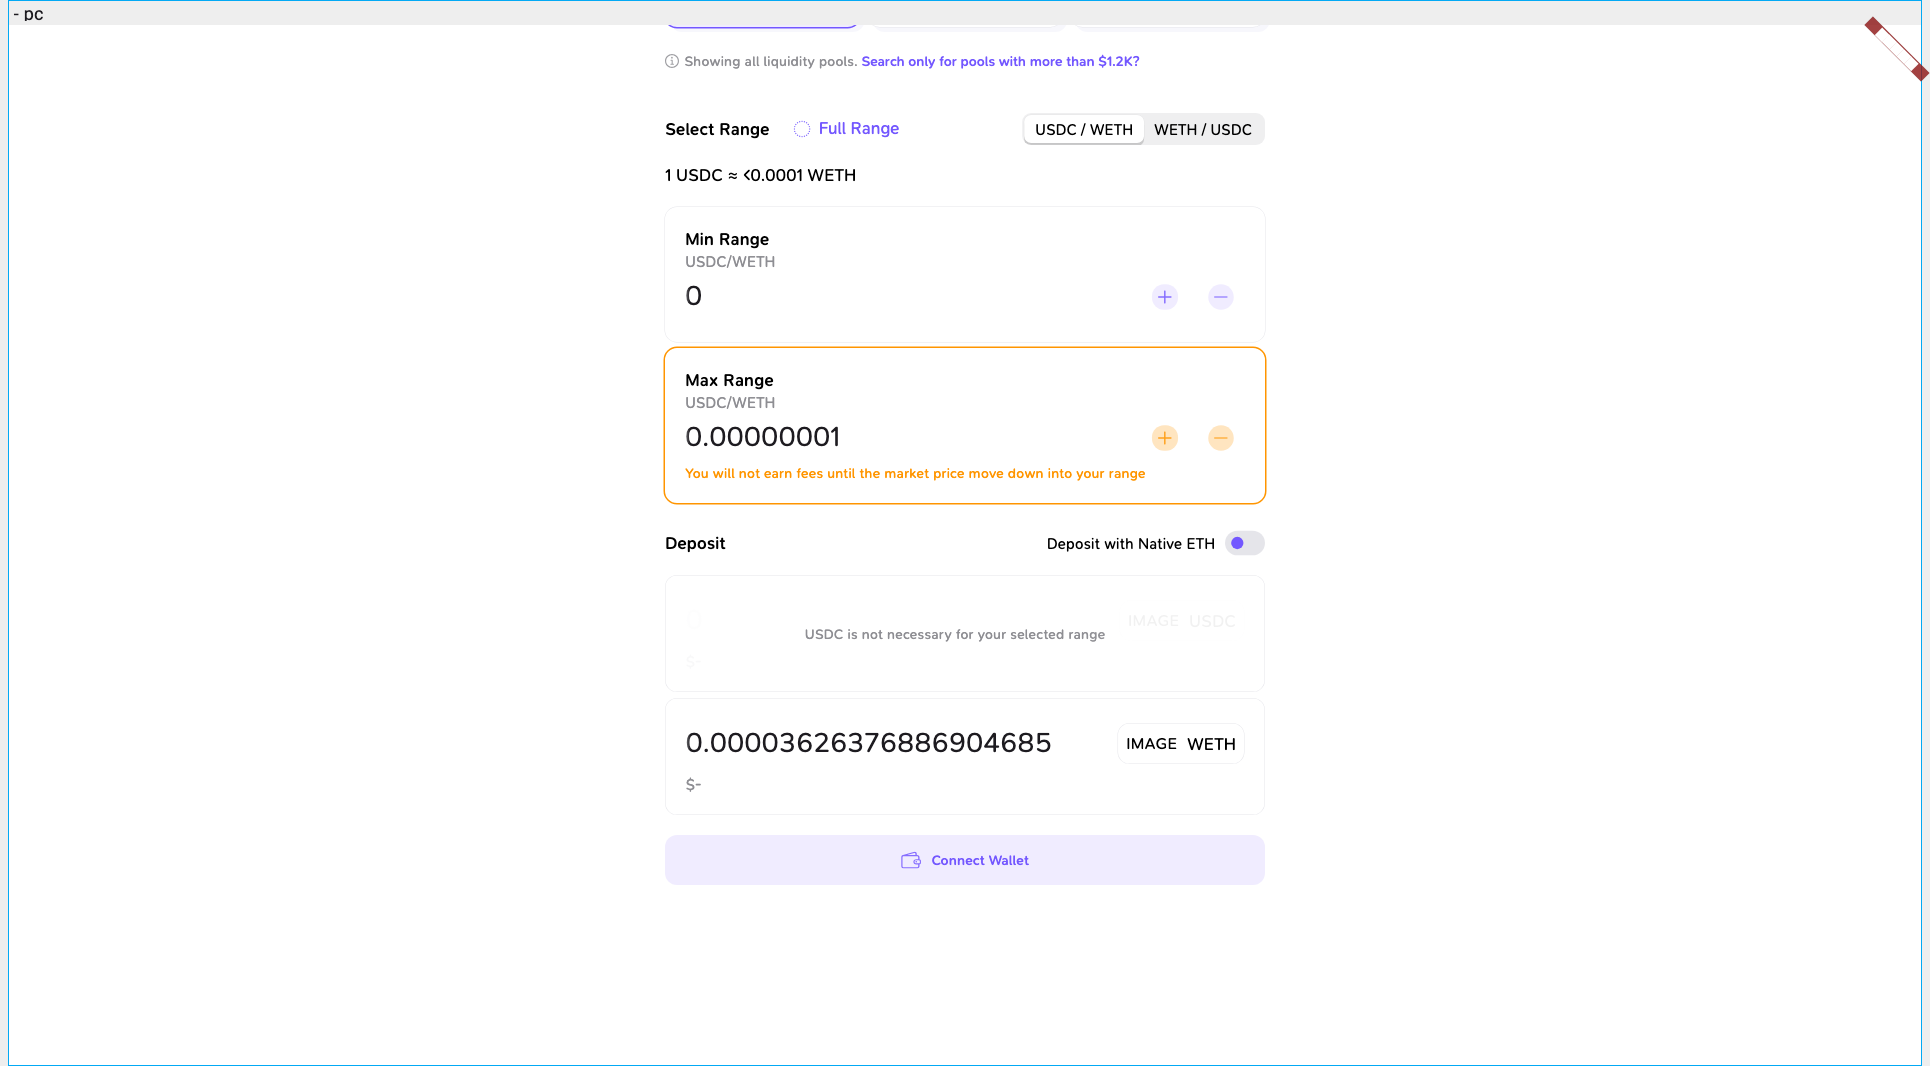 - pc
Showing all liquidity pools. Search only for pools with more than $1.2K?
Select Range Full Range USDC / WETH WETH / USDC
1 USDC ≈ <0.0001 WETH
Min Range
USDC/WETH
0
Max Range
USDC/WETH
0.00000001
You will not earn fees until the market price move down into your range
Deposit Deposit with Native ETH
IMAGE USDC
USDC is not necessary for your selected range
$-
0.00003626376886904685 IMAGE WETH
$-
Connect Wallet